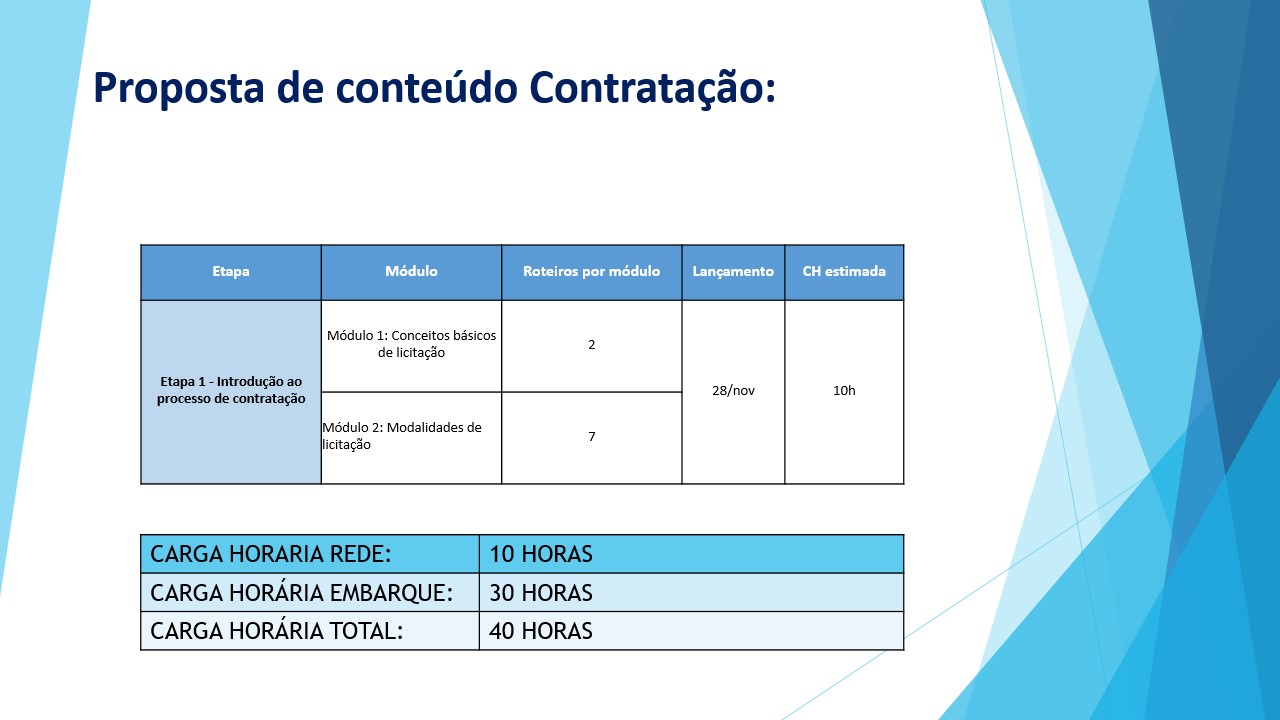 Proposta de conteúdo Contratação:
Etapa Módulo Roteiros por módulo Lançamento CH estimada
Etapa 1 - Introdução ao
processo de contratação
Módulo 1: Conceitos básicos
de licitação
2
Módulo 2: Modalidades de
licitação
7
28/nov
10h
CARGA HORARIA REDE: 10 HORAS
CARGA HORÁRIA EMBARQUE: 30 HORAS
CARGA HORÁRIA TOTAL: 40 HORAS